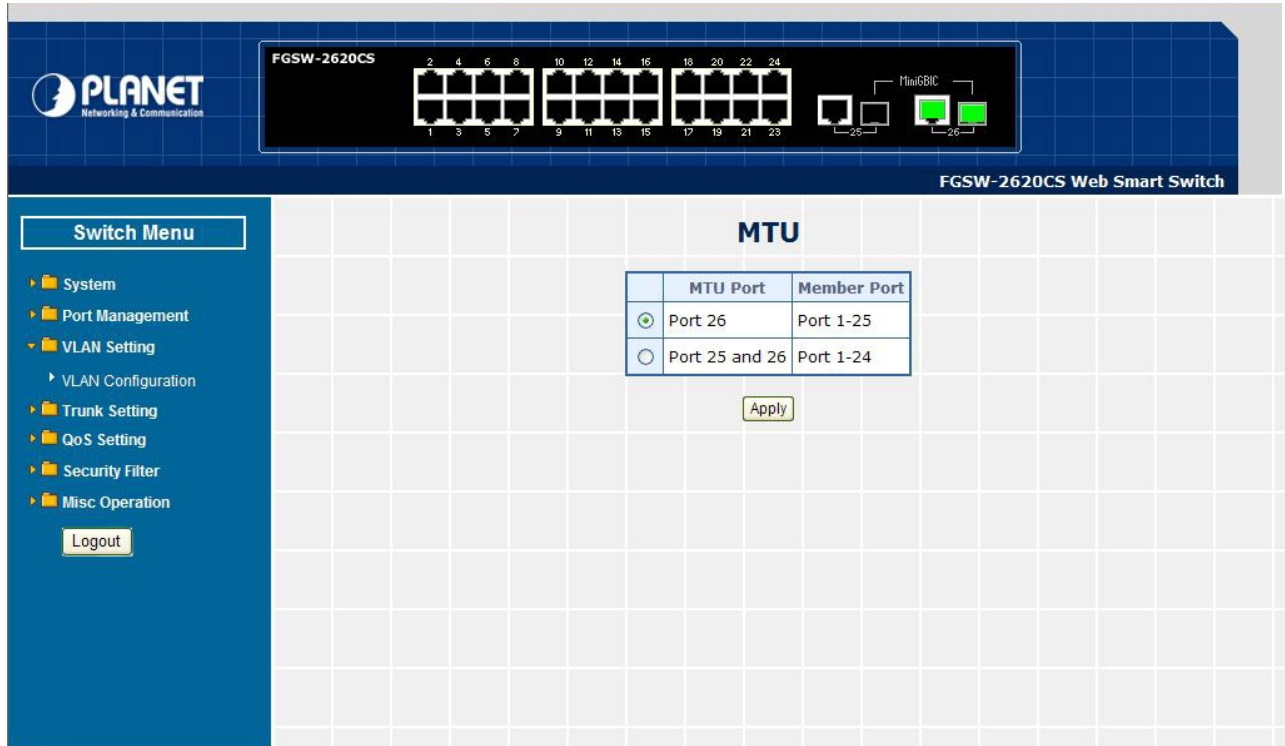 PLANET
Networking & Communication
FGSW-2620CS
2 4 6 8 10 12 14 16 18 20 22 24
MiniGBIC
1 3 5 7 9 11 13 15 17 19 21 23
25 26
FGSW-2620CS Web Smart Switch
Switch Menu
System
Port Management
VLAN Setting
VLAN Configuration
Trunk Setting
QoS Setting
Security Filter
Misc Operation
Logout
MTU
MTU Port Member Port
Port 26 Port 1-25
Port 25 and 26 Port 1-24
Apply